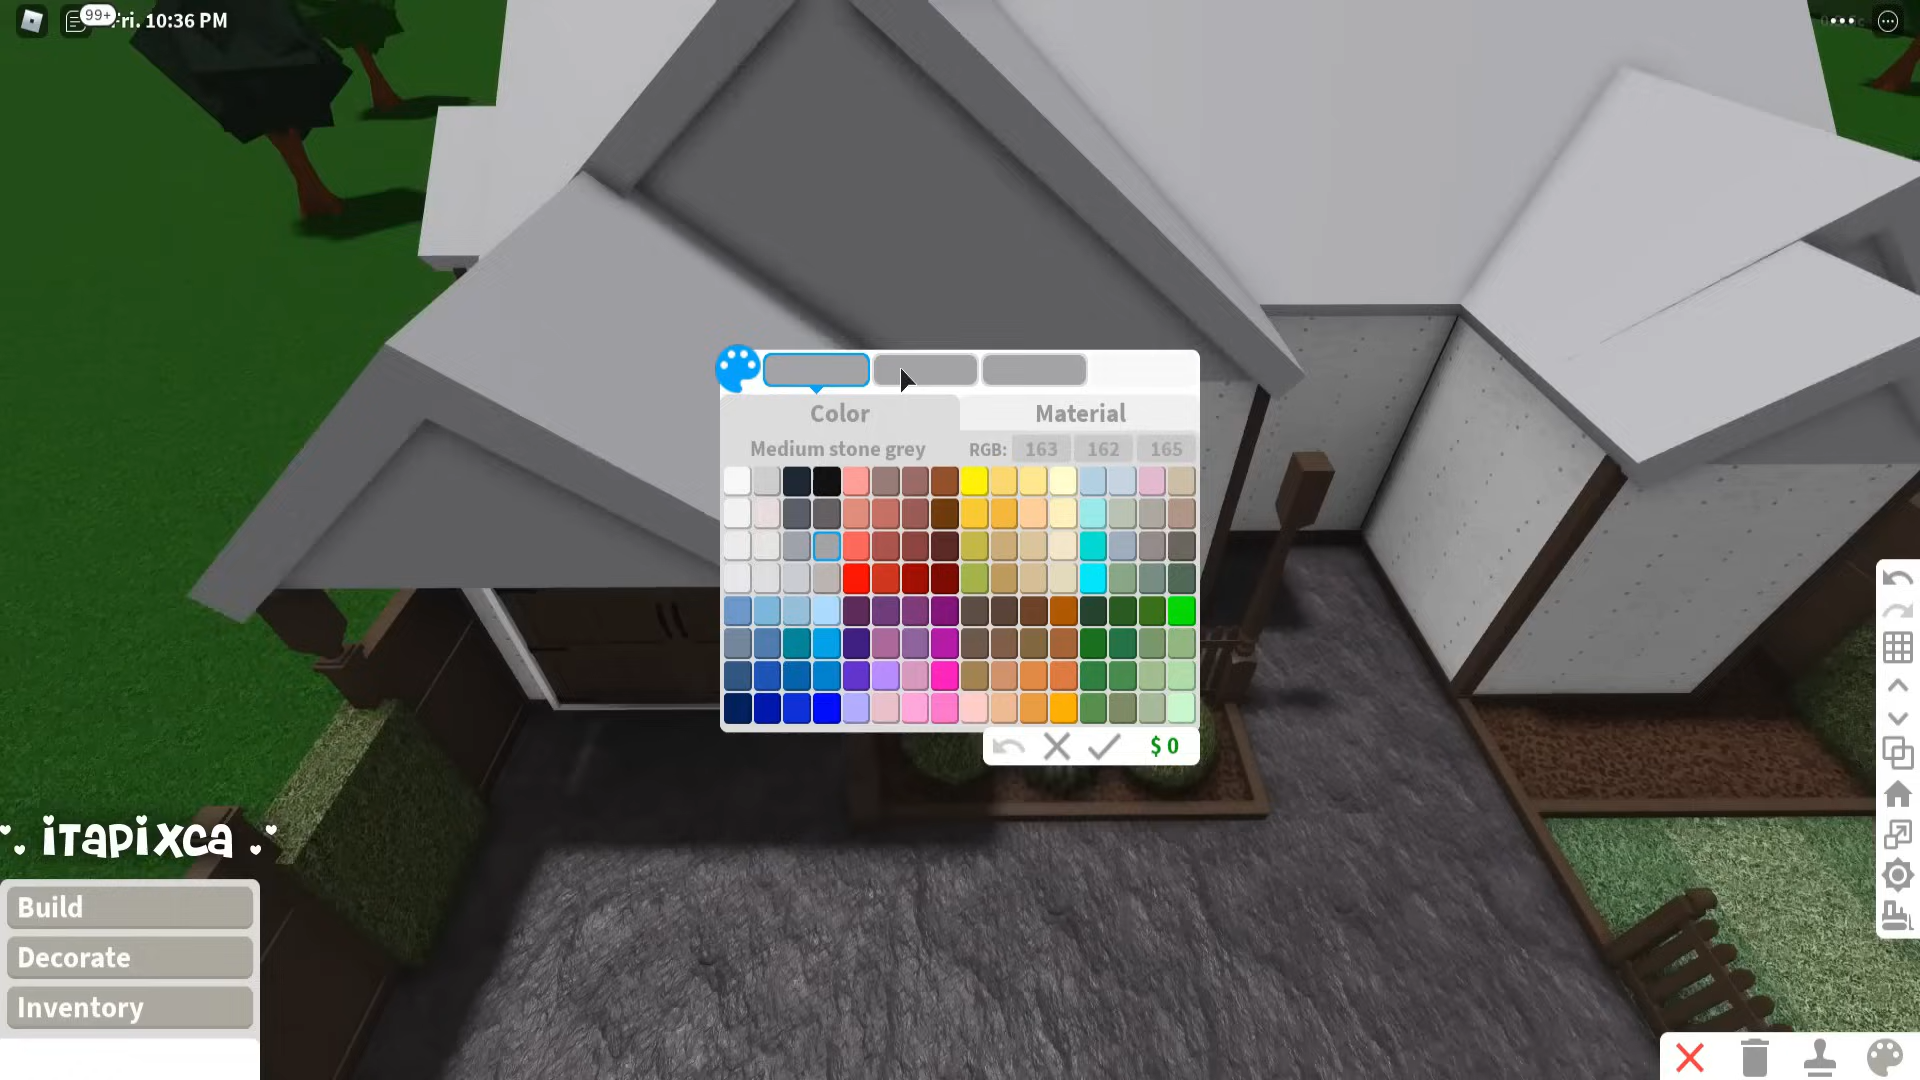 99+
Fri. 10:36 PM
Color
Material
Medium stone grey
RGB: 163 162 165
$ 0
iTAPiXCA
Build
Decorate
Inventory